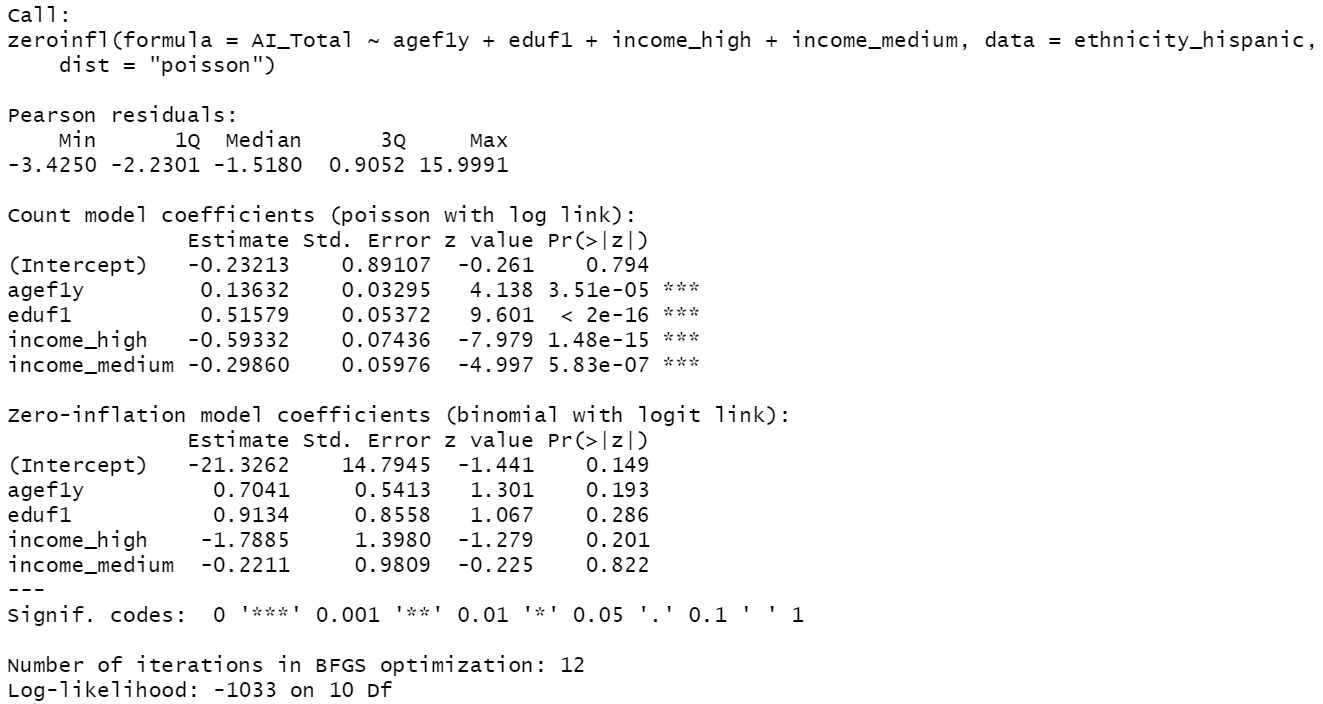 Call:
zeroinfl(formula = AI_Total ~ agef1y + eduf1 + income_high + income_medium, data = ethnicity_hispanic,
    dist = "poisson")

Pearson residuals:
    Min      1Q  Median      3Q     Max
-3.4250 -2.2301 -1.5180  0.9052 15.9991

Count model coefficients (poisson with log link):
              Estimate Std. Error z value Pr(>|z|)
(Intercept)   -0.23213    0.89107  -0.261    0.794
agef1y         0.13632    0.03295   4.138 3.51e-05 ***
eduf1          0.51579    0.05372   9.601  < 2e-16 ***
income_high   -0.59332    0.07436  -7.979 1.48e-15 ***
income_medium -0.29860    0.05976  -4.997 5.83e-07 ***

Zero-inflation model coefficients (binomial with logit link):
              Estimate Std. Error z value Pr(>|z|)
(Intercept)   -21.3262    14.7945  -1.441    0.149
agef1y          0.7041     0.5413   1.301    0.193
eduf1           0.9134     0.8558   1.067    0.286
income_high    -1.7885     1.3980  -1.279    0.201
income_medium  -0.2211     0.9809  -0.225    0.822
---
Signif. codes:  0 '***' 0.001 '**' 0.01 '*' 0.05 '.' 0.1 ' ' 1

Number of iterations in BFGS optimization: 12
Log-likelihood: -1033 on 10 Df